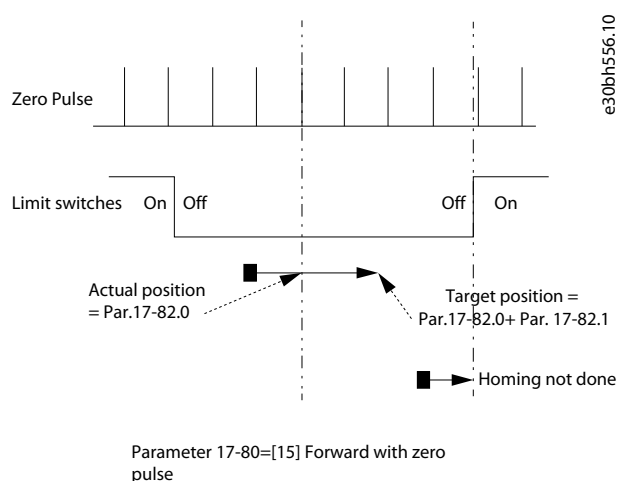 e30bh556.10
Zero Pulse
Limit switches On Off Off On
Actual position
= Par.17-82.0
Target position =
Par.17-82.0+ Par. 17-82.1
Homing not done
Parameter 17-80=[15] Forward with zero
pulse